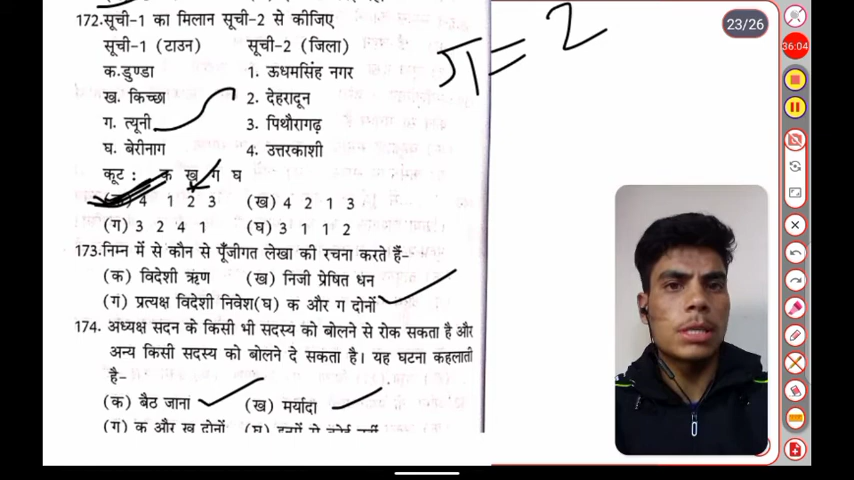 172.सूची-1 का मिलान सूची-2 से कीजिए
सूची-1 (टाउन) सूची-2 (जिला)
क.डुण्डा 1. ऊधमसिंह नगर
ख. किच्छा 2. देहरादून
ग. त्यूनी 3. पिथौरागढ़
घ. बेरीनाग 4. उत्तरकाशी
कूट : क ख ग घ
4 1 2 3 (ख) 4 2 1 3
(ग) 3 2 4 1 (घ) 3 1 1 2
173.निम्न में से कौन से पूँजीगत लेखा की रचना करते हैं-
(क) विदेशी ऋण (ख) निजी प्रेषित धन
(ग) प्रत्यक्ष विदेशी निवेश(घ) क और ग दोनों
174. अध्यक्ष सदन के किसी भी सदस्य को बोलने से रोक सकता है और
अन्य किसी सदस्य को बोलने दे सकता है। यह घटना कहलाती
है-
(क) बैठ जाना (ख) मर्यादा
(ग) क और ख दोनों (घ) इनमें से कोई नहीं
ग = 2
23/26
36:04